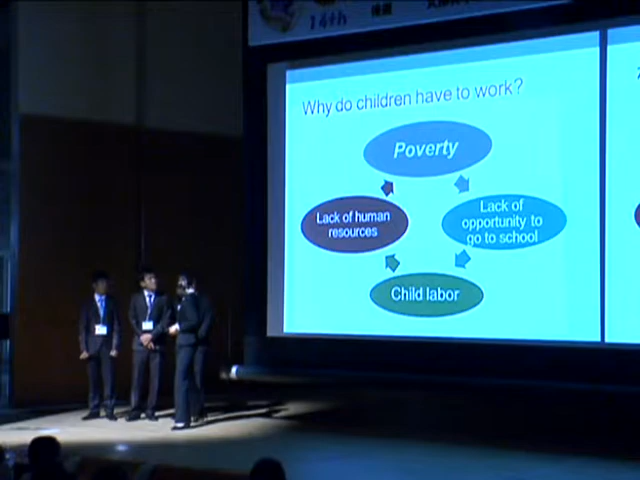 14th
Why do children have to work?
Poverty
Lack of human
resources
Lack of
opportunity to
go to school
Child labor